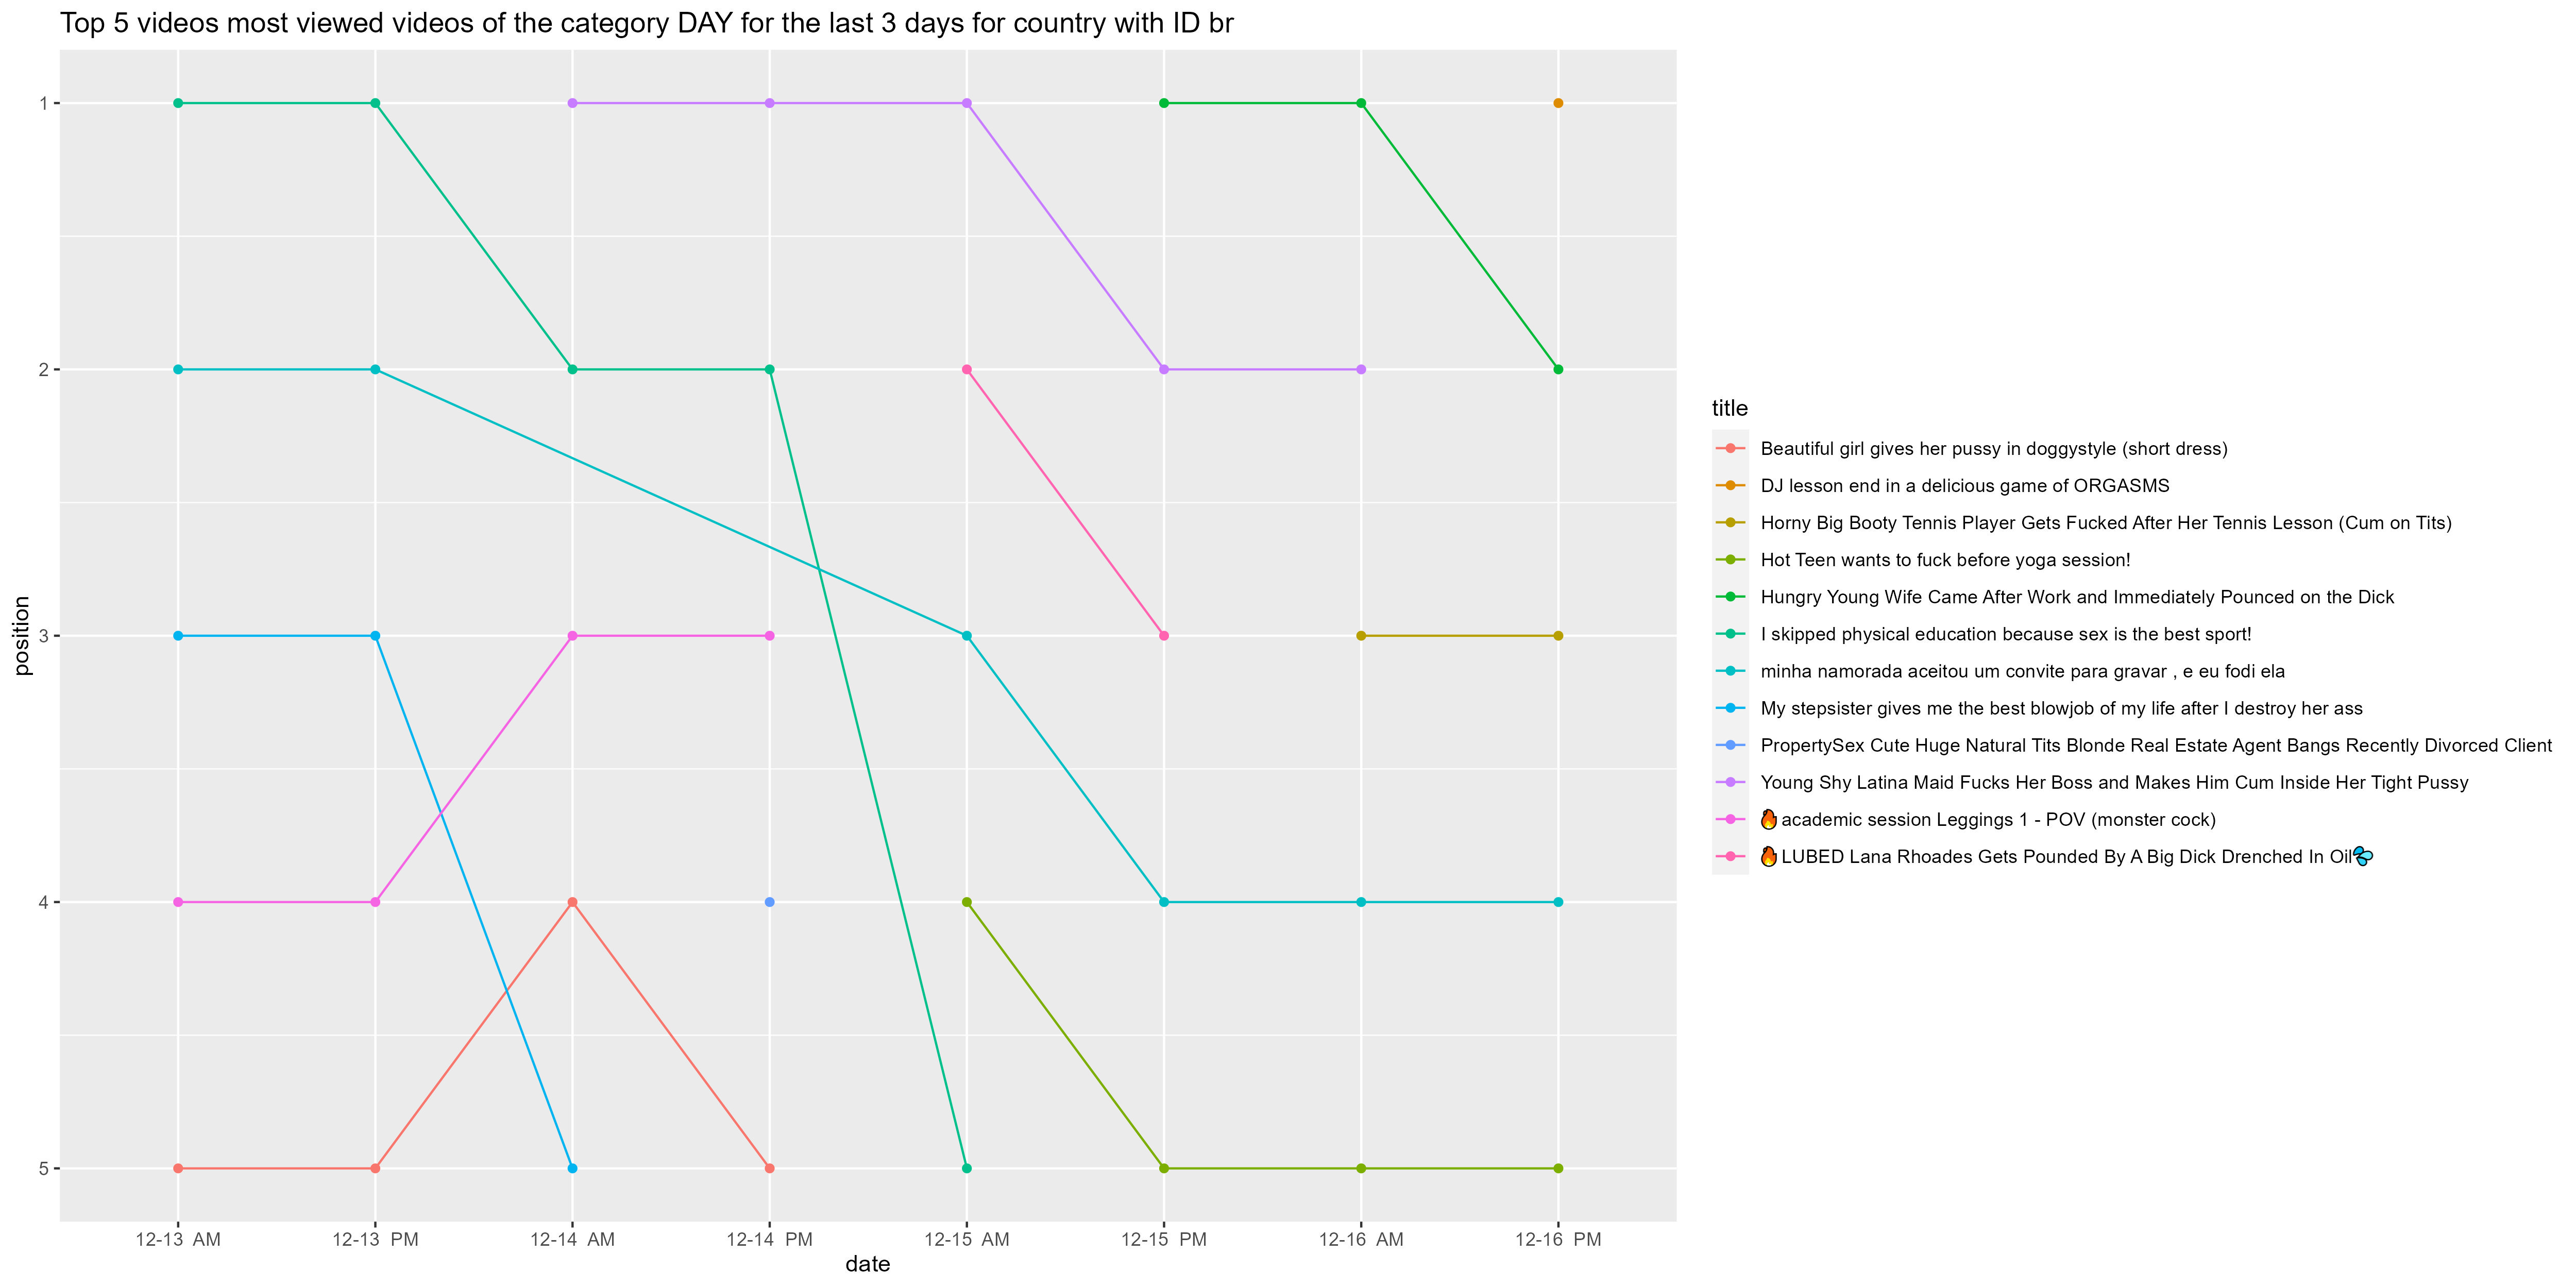 Top 5 videos most viewed videos of the category DAY for the last 3 days for country with ID br
position
1
2
3
4
5
12-13 AM
12-13 PM
12-14 AM
12-14 PM
12-15 AM
12-15 PM
12-16 AM
12-16 PM
date
title
Beautiful girl gives her pussy in doggystyle (short dress)
DJ lesson end in a delicious game of ORGASMS
Horny Big Booty Tennis Player Gets Fucked After Her Tennis Lesson (Cum on Tits)
Hot Teen wants to fuck before yoga session!
Hungry Young Wife Came After Work and Immediately Pounced on the Dick
I skipped physical education because sex is the best sport!
minha namorada aceitou um convite para gravar , e eu fodi ela
My stepsister gives me the best blowjob of my life after I destroy her ass
PropertySex Cute Huge Natural Tits Blonde Real Estate Agent Bangs Recently Divorced Client
Young Shy Latina Maid Fucks Her Boss and Makes Him Cum Inside Her Tight Pussy
🔥academic session Leggings 1 - POV (monster cock)
🔥LUBED Lana Rhoades Gets Pounded By A Big Dick Drenched In Oil💦